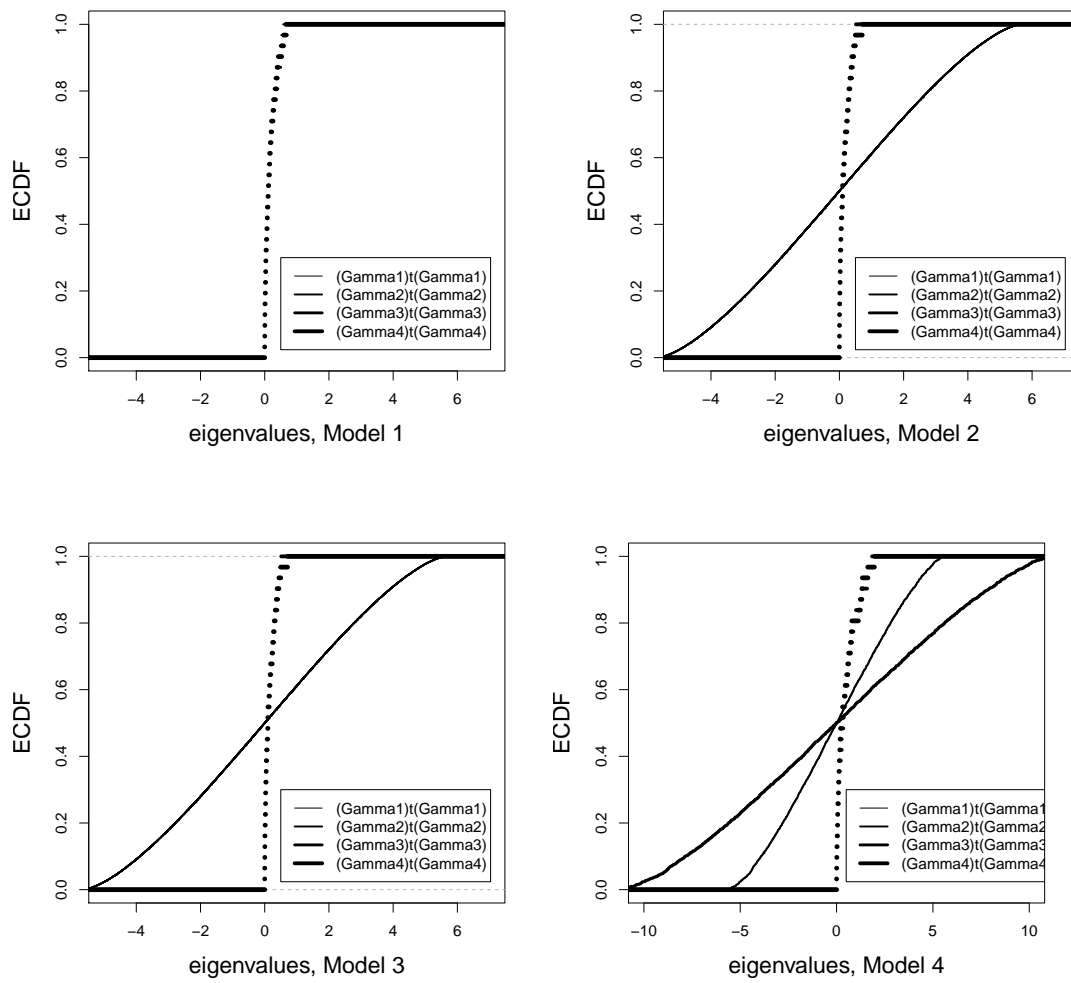 ECDF
0.0 0.2 0.4 0.6 0.8 1.0
(Gamma1)t(Gamma1)
(Gamma2)t(Gamma2)
(Gamma3)t(Gamma3)
(Gamma4)t(Gamma4)
−4 −2 0 2 4 6
eigenvalues, Model 1
ECDF
0.0 0.2 0.4 0.6 0.8 1.0
(Gamma1)t(Gamma1)
(Gamma2)t(Gamma2)
(Gamma3)t(Gamma3)
(Gamma4)t(Gamma4)
−4 −2 0 2 4 6
eigenvalues, Model 2
ECDF
0.0 0.2 0.4 0.6 0.8 1.0
(Gamma1)t(Gamma1)
(Gamma2)t(Gamma2)
(Gamma3)t(Gamma3)
(Gamma4)t(Gamma4)
−4 −2 0 2 4 6
eigenvalues, Model 3
ECDF
0.0 0.2 0.4 0.6 0.8 1.0
(Gamma1)t(Gamma1
(Gamma2)t(Gamma2
(Gamma3)t(Gamma3
(Gamma4)t(Gamma4
−10 −5 0 5 10
eigenvalues, Model 4